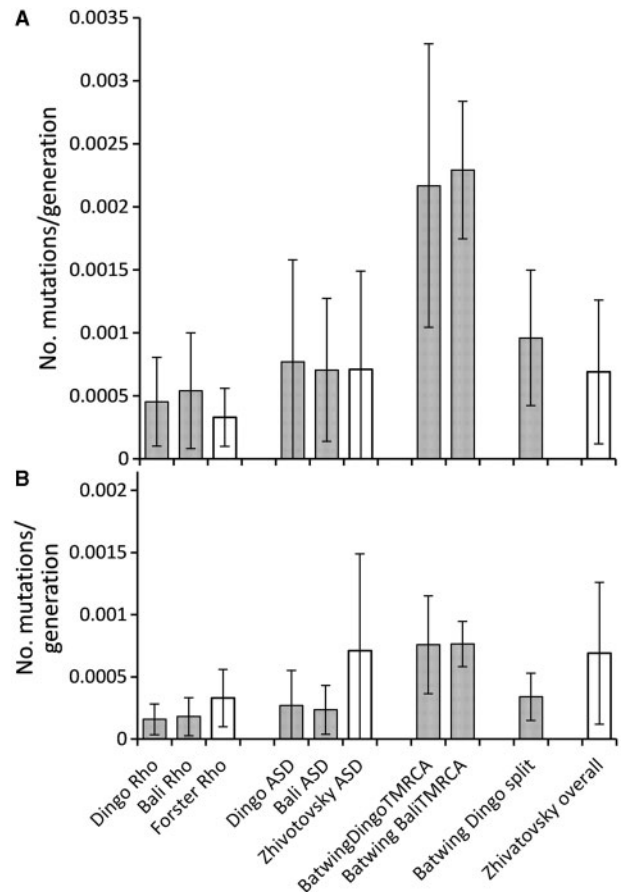 A
0.0035
0.003
0.0025
0.002
0.0015
0.001
0.0005
0
No. mutations/generation
B
0.002
0.0015
0.001
0.0005
0
No. mutations/
generation
Dingo Rho
Bali Rho
Forster Rho
Dingo ASD
Bali ASD
Zhivotovsky ASD
BatwingDingoTMRCA
Batwing BaliTMRCA
Batwing Dingo split
Zhivatovsky overall